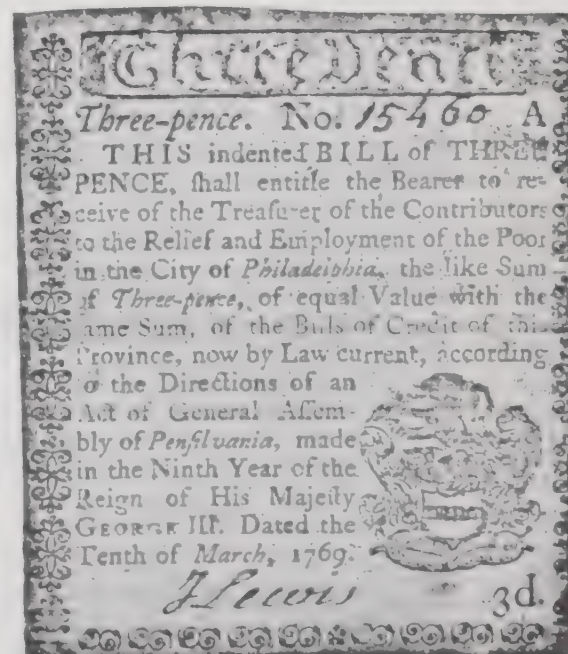 Three Pence
Three-pence. No. 15460 A
THIS indented BILL of THREE
PENCE, ſhall entitle the Bearer to re-
ceive of the Treaſurer of the Contributors
to the Relief and Employment of the Poor
in the City of Philadelphia, the like Sum
of Three-pence, of equal Value with the
ſame Sum, of the Bills of Credit of this
Province, now by Law current, according
to the Directions of an
Act of General Aſſem-
bly of Penſilvania, made
in the Ninth Year of the
Reign of His Majeſty
GEORGE III. Dated the
Tenth of March, 1769.
J Lewis
3d.